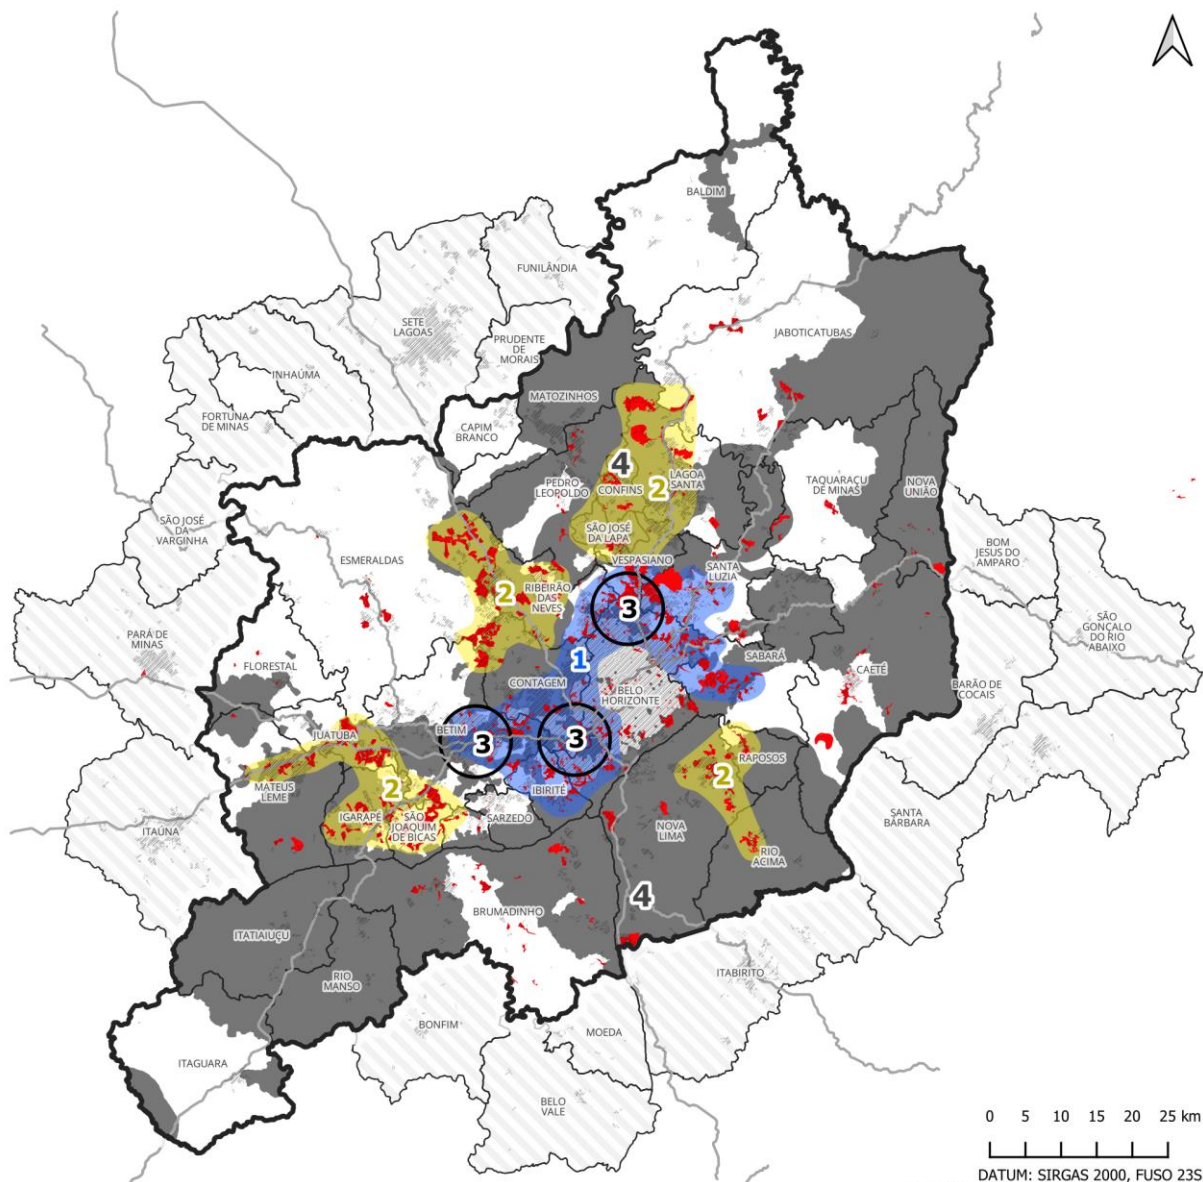 BALDIM
FUNILÂNDIA
SETE
LAGOAS
PRUDENTE
DE
MORAIS
JABOTICATUBAS
INHAÚMA
MATOZINHOS
FORTUNA
DE MINAS
CAPIM
BRANCO
4
LAGOA
SANTA
PEDRO
LEOPOLDO
CONFINS
2
TAQUARAÇU
DE MINAS
NOVA
UNIÃO
SÃO JOSÉ
DA
VARGINHA
SÃO JOSÉ
DA LAPA
BOM
JESUS DO
AMPARO
ESMERALDAS
VESPASIANO
SANTA
LUZIA
2
RIBEIRÃO
DAS
NEVES
3
SÃO
GONÇALO
DO RIO
ABAIXO
PARÁ DE
MINAS
1
SABARÁ
FLORESTAL
CONTAGEM
BELO
HORIZONTE
CAETÉ
BARÃO DE
COCAIS
BETIM
JUATUBA
3
3
RAPOSOS
2
MATEUS
LEME
2
IBIRITÉ
IGARAPÉ
SÃO
JOAQUIM
DE BICAS
SARZEDO
SANTA
BÁRBARA
ITAÚNA
NOVA
LIMA
RIO
ACIMA
4
BRUMADINHO
ITATIAIUÇU
RIO
MANSO
ITABIRITO
BONFIM
MOEDA
ITAGUARA
BELO
VALE
0 5 10 15 20 25 km
DATUM: SIRGAS 2000, FUSO 23S